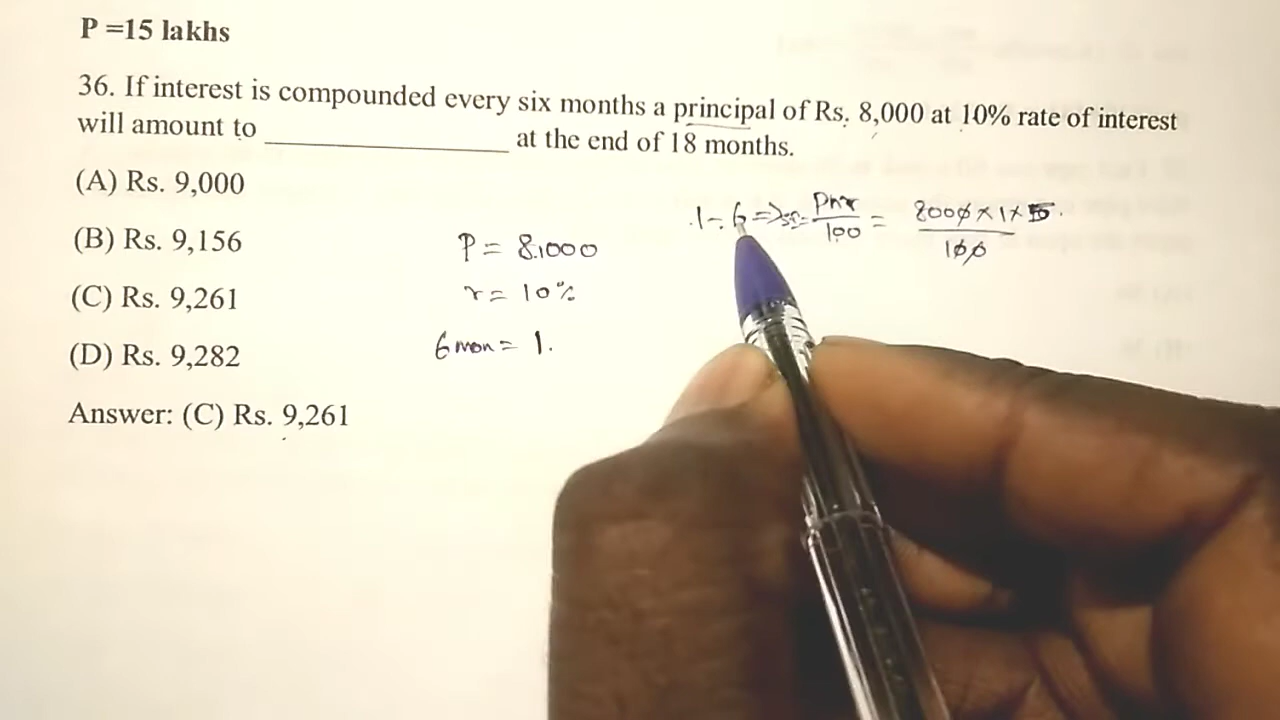 P =15 lakhs
36. If interest is compounded every six months a principal of Rs. 8,000 at 10% rate of interest
will amount to ____________ at the end of 18 months.
(A) Rs. 9,000
(B) Rs. 9,156
(C) Rs. 9,261
(D) Rs. 9,282
Answer: (C) Rs. 9,261
P = 8,000
r = 10%
6 mon = 1.
1 - 6 => = Pnr/100 = 8000 × 1 × 5 / 100